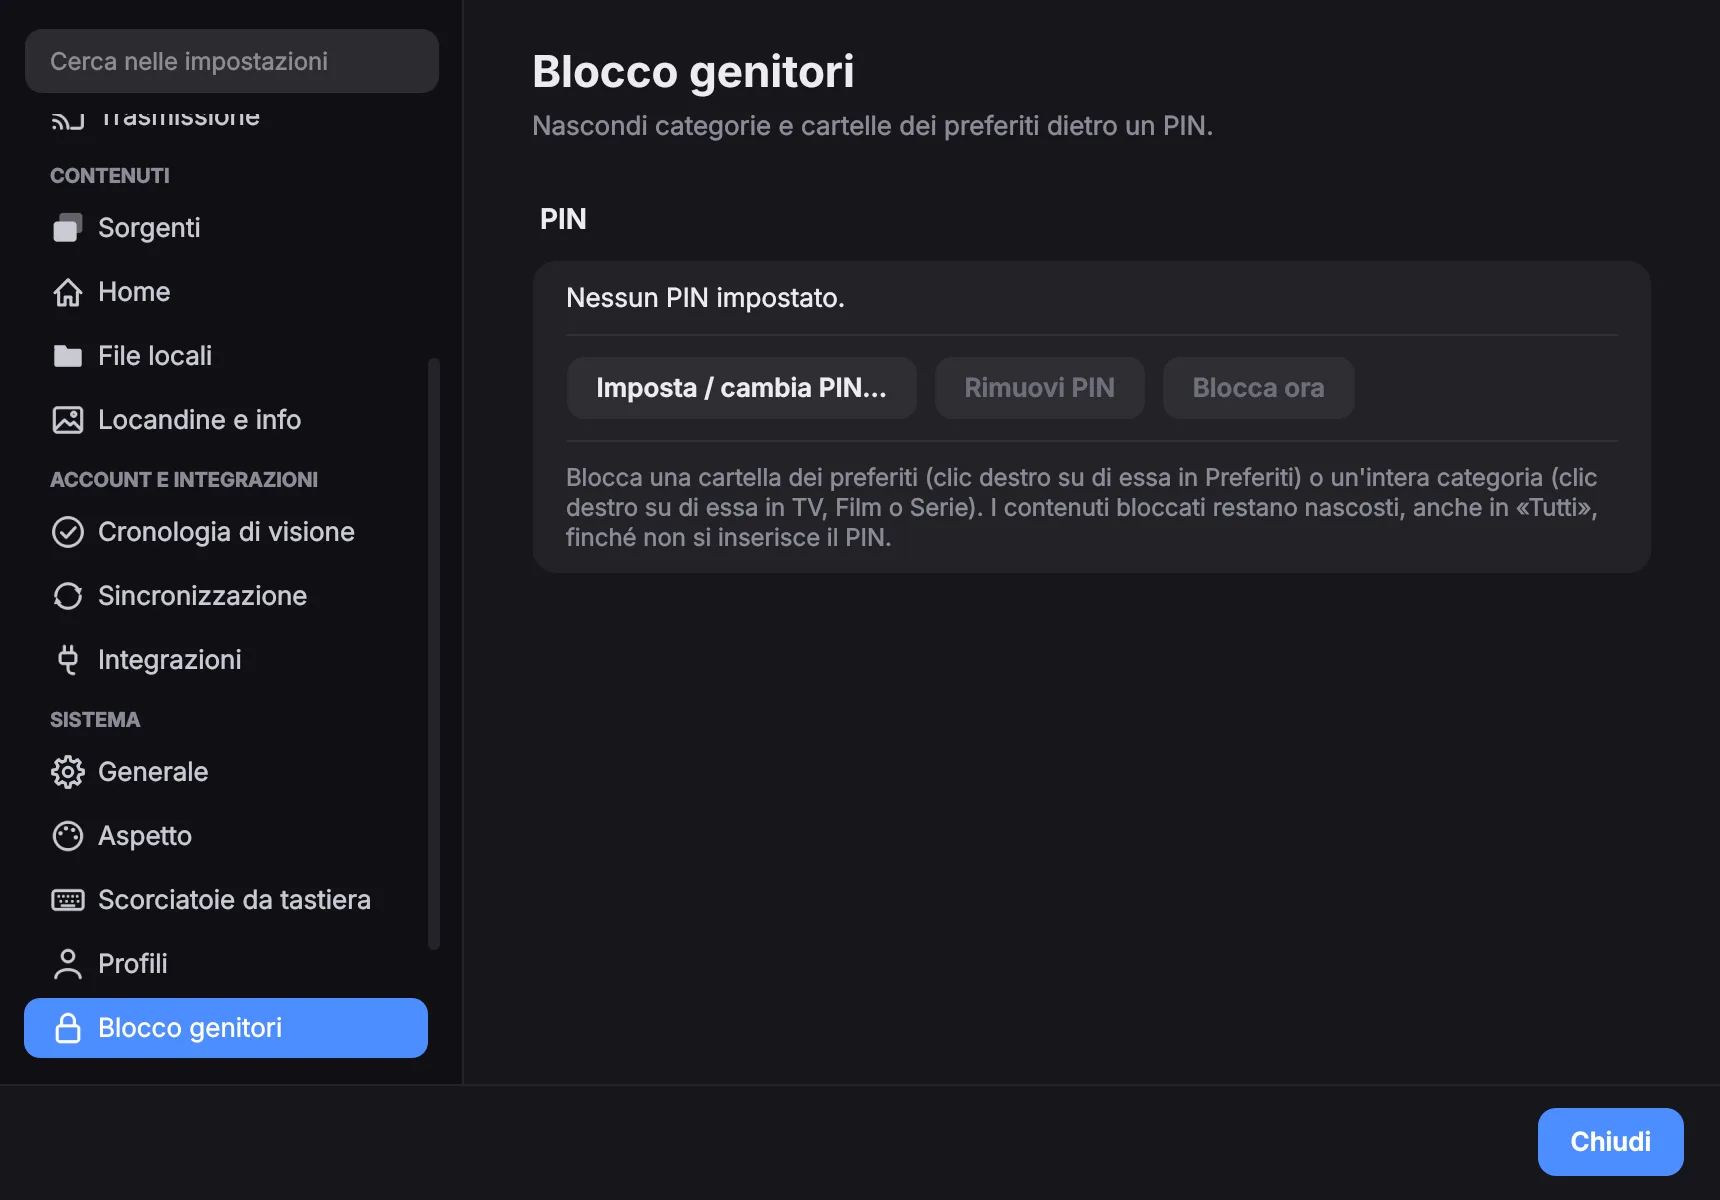 Cerca nelle impostazioni
Trasmissione
CONTENUTI
Sorgenti
Home
File locali
Locandine e info
ACCOUNT E INTEGRAZIONI
Cronologia di visione
Sincronizzazione
Integrazioni
SISTEMA
Generale
Aspetto
Scorciatoie da tastiera
Profili
Blocco genitori
Blocco genitori
Nascondi categorie e cartelle dei preferiti dietro un PIN.
PIN
Nessun PIN impostato.
Imposta / cambia PIN...
Rimuovi PIN
Blocca ora
Blocca una cartella dei preferiti (clic destro su di essa in Preferiti) o un'intera categoria (clic
destro su di essa in TV, Film o Serie). I contenuti bloccati restano nascosti, anche in «Tutti»,
finché non si inserisce il PIN.
Chiudi